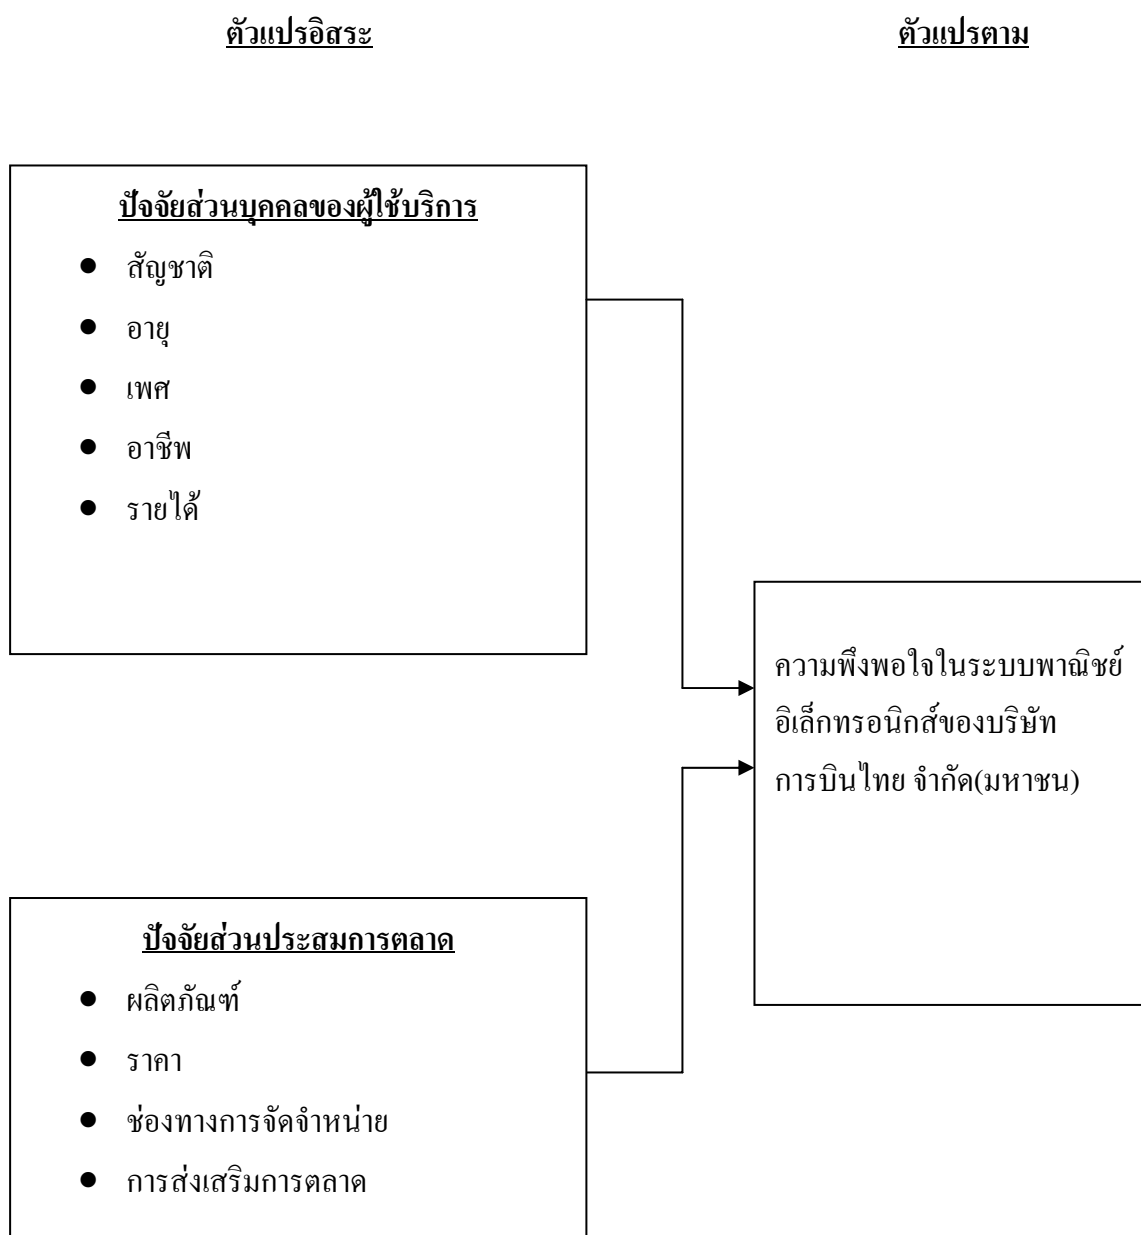 ตัวแปรอิสระ
ตัวแปรตาม
ปัจจัยส่วนบุคคลของผู้ใช้บริการ
● สัญชาติ
● อายุ
● เพศ
● อาชีพ
● รายได้
ความพึงพอใจในระบบพาณิชย์
อิเล็กทรอนิกส์ของบริษัท
การบินไทย จำกัด(มหาชน)
ปัจจัยส่วนประสมการตลาด
● ผลิตภัณฑ์
● ราคา
● ช่องทางการจัดจำหน่าย
● การส่งเสริมการตลาด